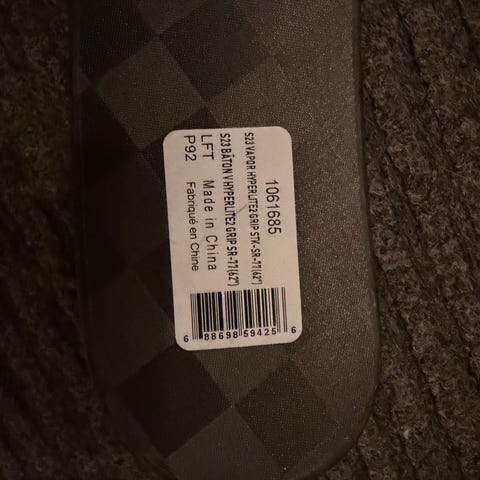 1061685
S23 VAPOR HYPERLITE2 GRIP STK-SR-77 (62")
S23 BÂTON V HYPERLITE2 GRIP SR-77 (62")
LFT Made in China
P92 Fabriqué en Chine
6 88698 59425 6